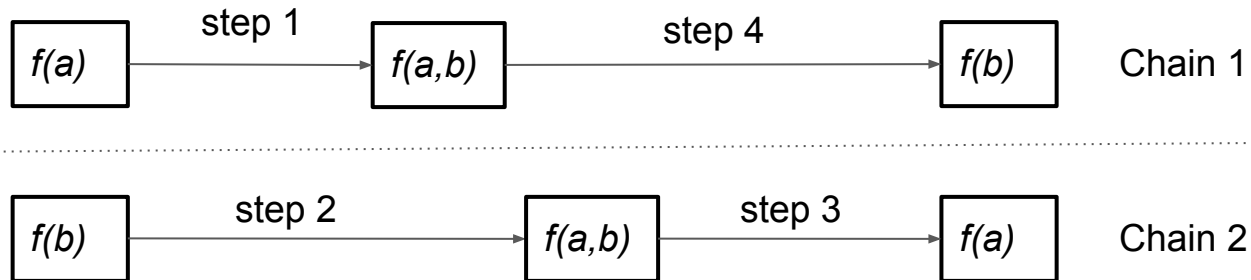 step 1
step 4
f(a) f(a,b) f(b) Chain 1
step 2 step 3
f(b) f(a,b) f(a) Chain 2